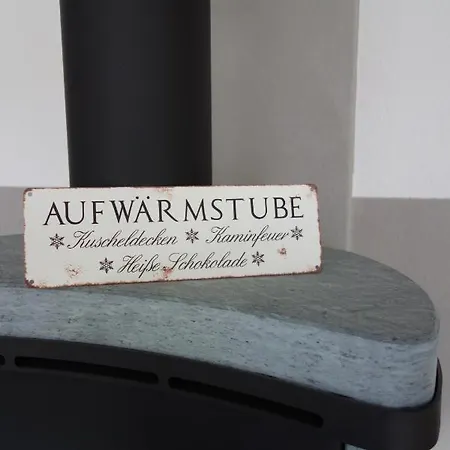 AUFWÄRMSTUBE
Kuscheldecken Kaminfeuer
Heiße Schokolade